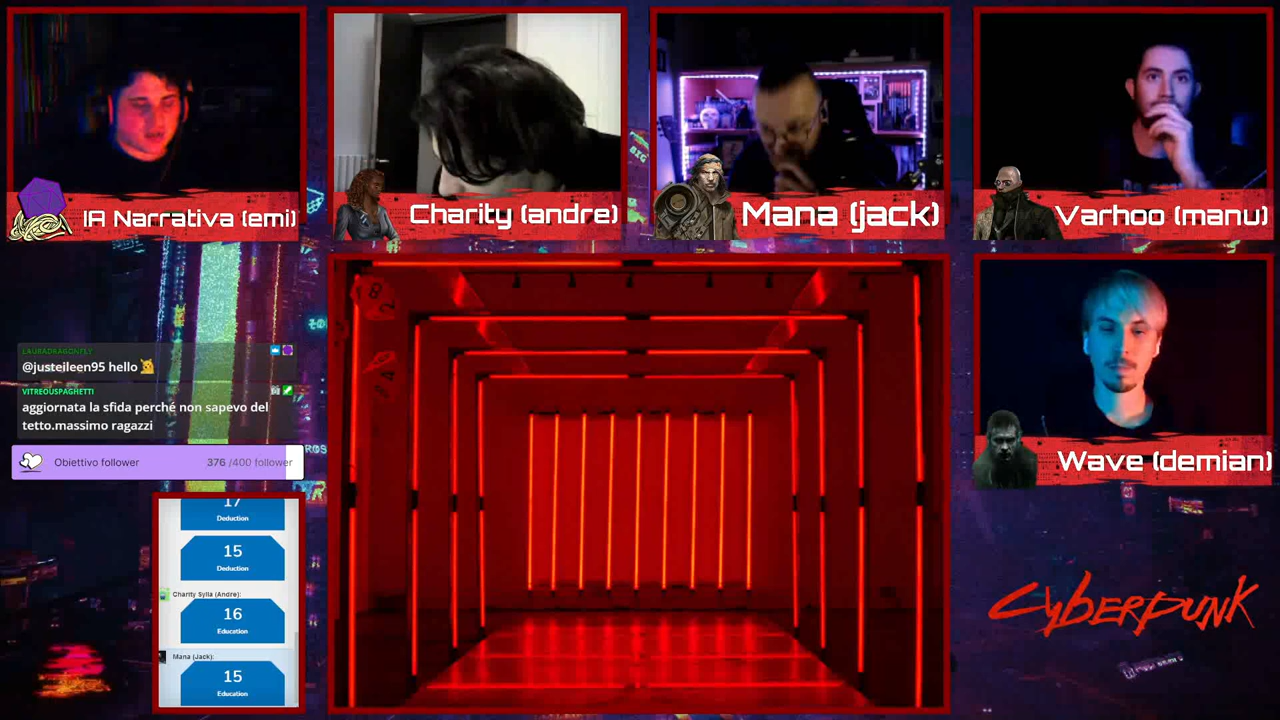 IA Narrativa (emi)
Charity (andre)
Mana (jack)
Varhoo (manu)
BIG
LAURADRAGONFLY
@justeileen95 hello
VITREOUSPAGHETTI
aggiornata la sfida perché non sapevo del
tetto.massimo ragazzi
Obiettivo follower 376 /400 follower
Wave (demian)
17
Deduction
15
Deduction
Charity Sylla (Andre):
16
Education
Mana (Jack):
15
Education
CYBERPUNK